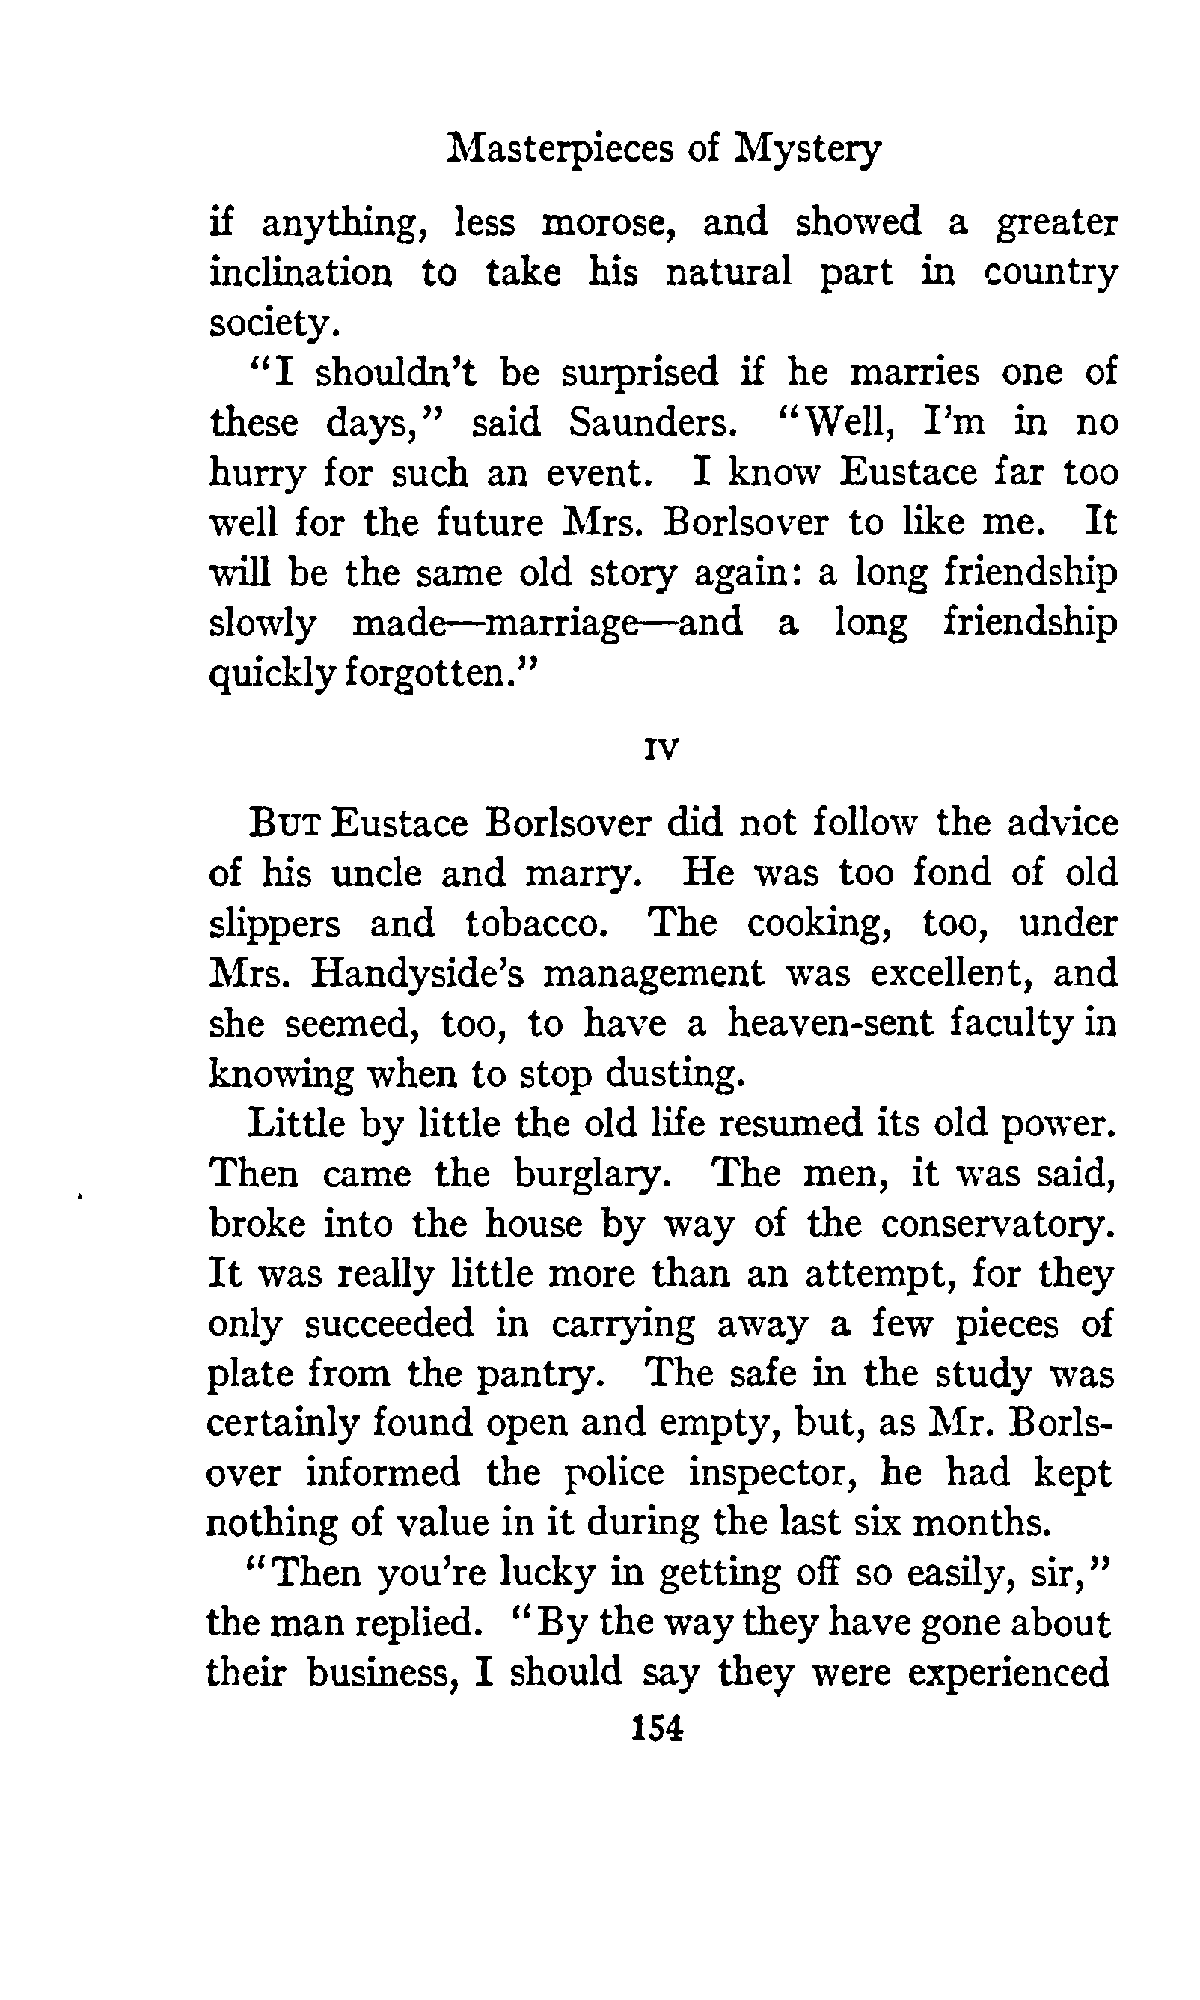 Masterpieces of Mystery
if anything, less morose, and showed a greater
inclination to take his natural part in country
society.
"I shouldn't be surprised if he marries one of
these days," said Saunders. "Well, I'm in no
hurry for such an event. I know Eustace far too
well for the future Mrs. Borlsover to like me. It
will be the same old story again: a long friendship
slowly made—marriage—and a long friendship
quickly forgotten."
IV
BUT Eustace Borlsover did not follow the advice
of his uncle and marry. He was too fond of old
slippers and tobacco. The cooking, too, under
Mrs. Handyside's management was excellent, and
she seemed, too, to have a heaven-sent faculty in
knowing when to stop dusting.
Little by little the old life resumed its old power.
Then came the burglary. The men, it was said,
broke into the house by way of the conservatory.
It was really little more than an attempt, for they
only succeeded in carrying away a few pieces of
plate from the pantry. The safe in the study was
certainly found open and empty, but, as Mr. Borls-
over informed the police inspector, he had kept
nothing of value in it during the last six months.
"Then you're lucky in getting off so easily, sir,"
the man replied. "By the way they have gone about
their business, I should say they were experienced
154